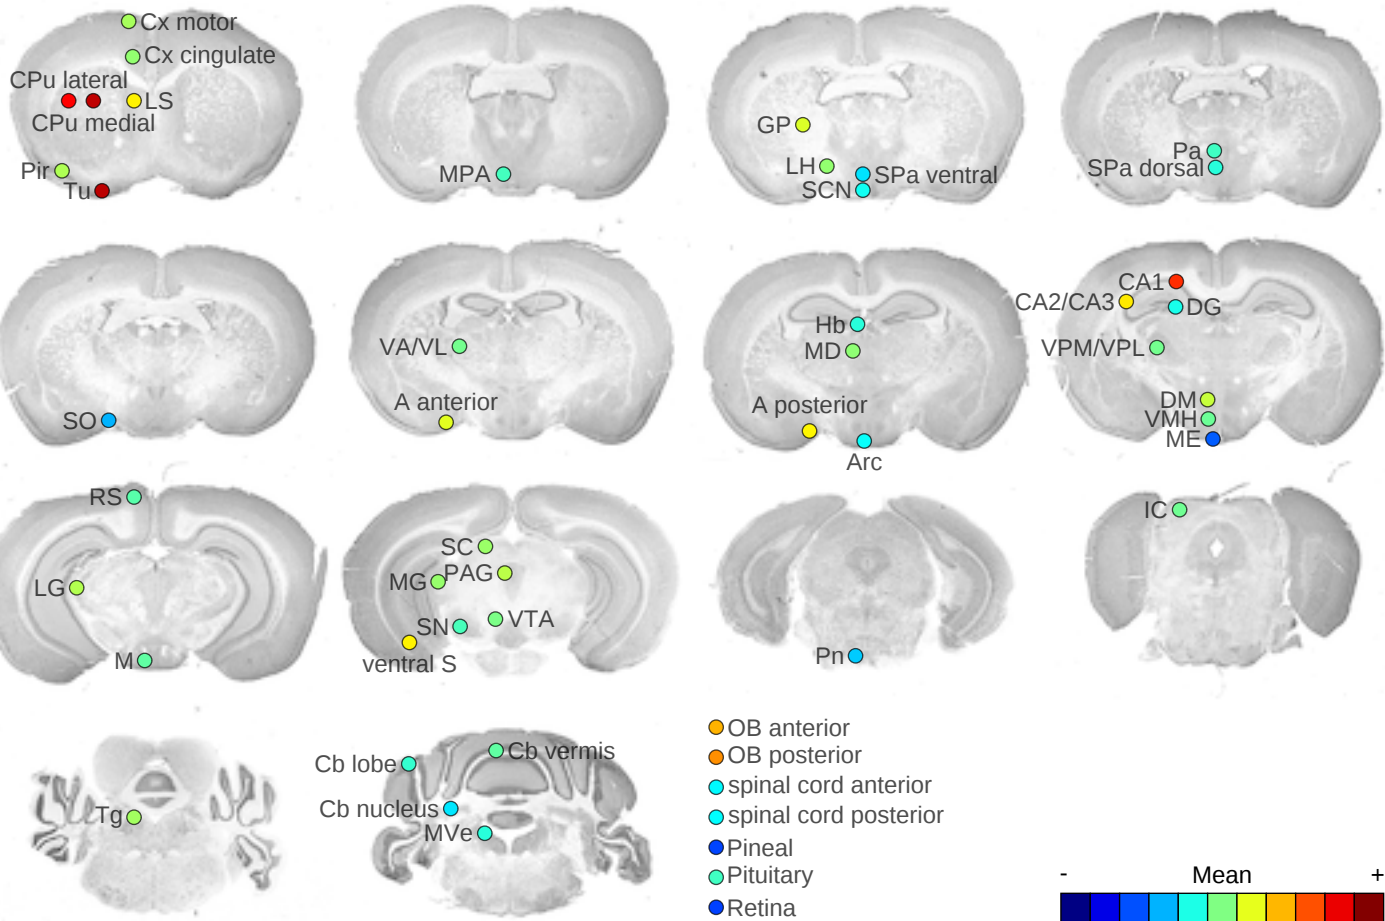 Cx motor
Cx cingulate
CPu lateral
LS
CPu medial
Pir
Tu
MPA
GP
LH
SPa ventral
SCN
Pa
SPa dorsal
SO
VA/VL
A anterior
Hb
MD
A posterior
Arc
CA1
CA2/CA3
DG
VPM/VPL
DM
VMH
ME
RS
LG
M
SC
PAG
MG
VTA
SN
ventral S
Pn
IC
Tg
Cb vermis
Cb lobe
Cb nucleus
MVe
OB anterior
OB posterior
spinal cord anterior
spinal cord posterior
Pineal
Pituitary
Retina
- Mean +